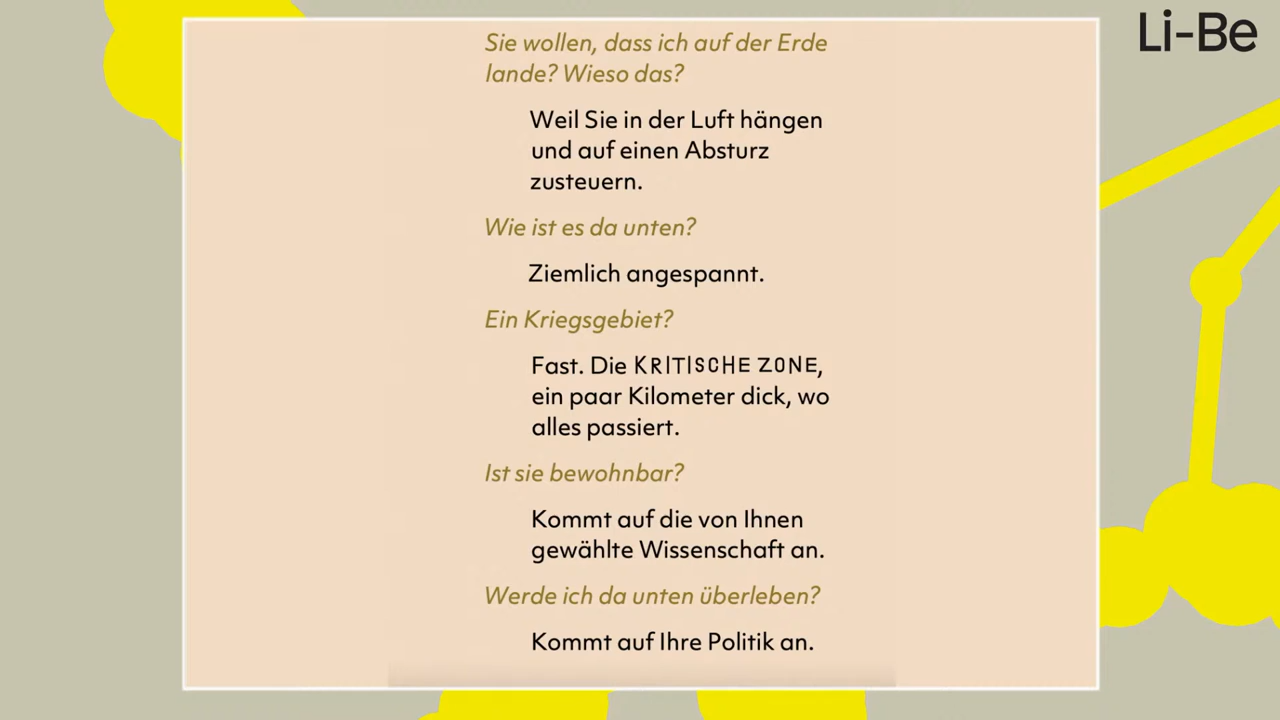 Li-Be
Sie wollen, dass ich auf der Erde
lande? Wieso das?
Weil Sie in der Luft hängen
und auf einen Absturz
zusteuern.
Wie ist es da unten?
Ziemlich angespannt.
Ein Kriegsgebiet?
Fast. Die KRITISCHE ZONE,
ein paar Kilometer dick, wo
alles passiert.
Ist sie bewohnbar?
Kommt auf die von Ihnen
gewählte Wissenschaft an.
Werde ich da unten überleben?
Kommt auf Ihre Politik an.